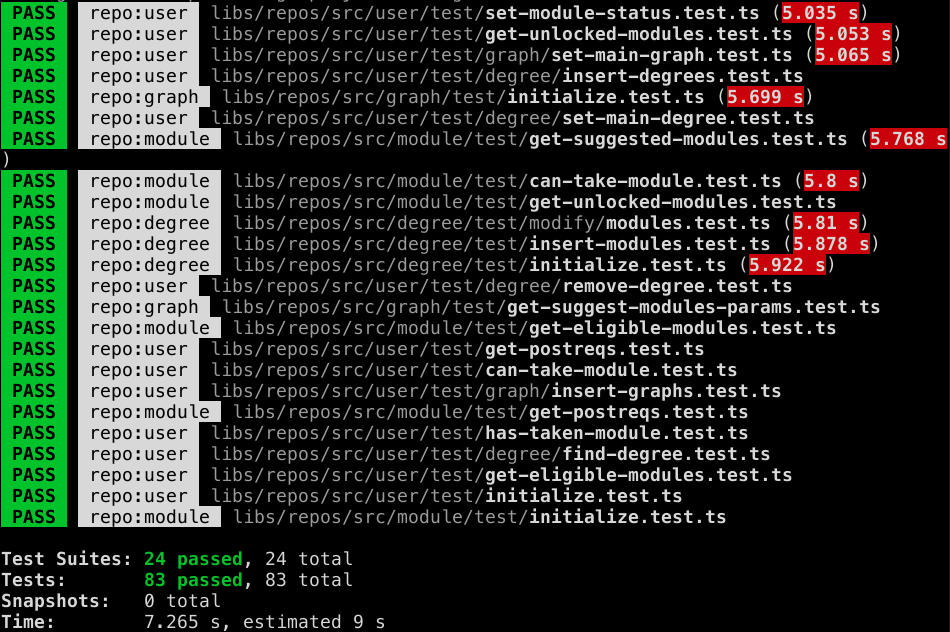 PASS repo:user libs/repos/src/user/test/set-module-status.test.ts (5.035 s)
PASS repo:user libs/repos/src/user/test/get-unlocked-modules.test.ts (5.053 s)
PASS repo:user libs/repos/src/user/test/graph/set-main-graph.test.ts (5.065 s)
PASS repo:user libs/repos/src/user/test/degree/insert-degrees.test.ts
PASS repo:graph libs/repos/src/graph/test/initialize.test.ts (5.699 s)
PASS repo:user libs/repos/src/user/test/degree/set-main-degree.test.ts
PASS repo:module libs/repos/src/module/test/get-suggested-modules.test.ts (5.768 s
)
PASS repo:module libs/repos/src/module/test/can-take-module.test.ts (5.8 s)
PASS repo:module libs/repos/src/module/test/get-unlocked-modules.test.ts
PASS repo:degree libs/repos/src/degree/test/modify/modules.test.ts (5.81 s)
PASS repo:degree libs/repos/src/degree/test/insert-modules.test.ts (5.878 s)
PASS repo:degree libs/repos/src/degree/test/initialize.test.ts (5.922 s)
PASS repo:user libs/repos/src/user/test/degree/remove-degree.test.ts
PASS repo:graph libs/repos/src/graph/test/get-suggest-modules-params.test.ts
PASS repo:module libs/repos/src/module/test/get-eligible-modules.test.ts
PASS repo:user libs/repos/src/user/test/get-postreqs.test.ts
PASS repo:user libs/repos/src/user/test/can-take-module.test.ts
PASS repo:user libs/repos/src/user/test/graph/insert-graphs.test.ts
PASS repo:module libs/repos/src/module/test/get-postreqs.test.ts
PASS repo:user libs/repos/src/user/test/has-taken-module.test.ts
PASS repo:user libs/repos/src/user/test/degree/find-degree.test.ts
PASS repo:user libs/repos/src/user/test/get-eligible-modules.test.ts
PASS repo:user libs/repos/src/user/test/initialize.test.ts
PASS repo:module libs/repos/src/module/test/initialize.test.ts
Test Suites: 24 passed, 24 total
Tests: 83 passed, 83 total
Snapshots: 0 total
Time: 7.265 s, estimated 9 s